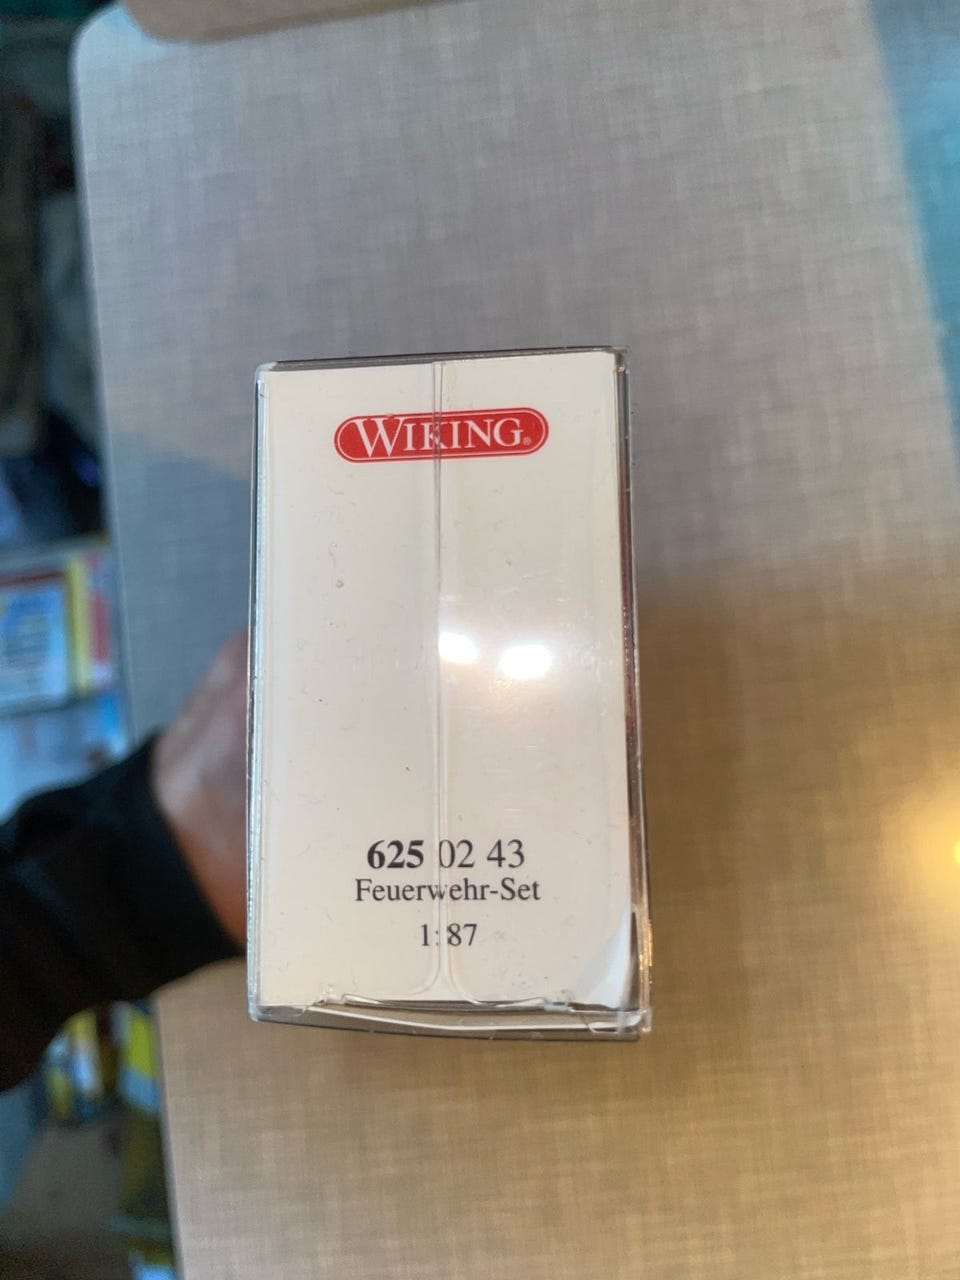 WIKING®
625 02 43
Feuerwehr-Set
1:87